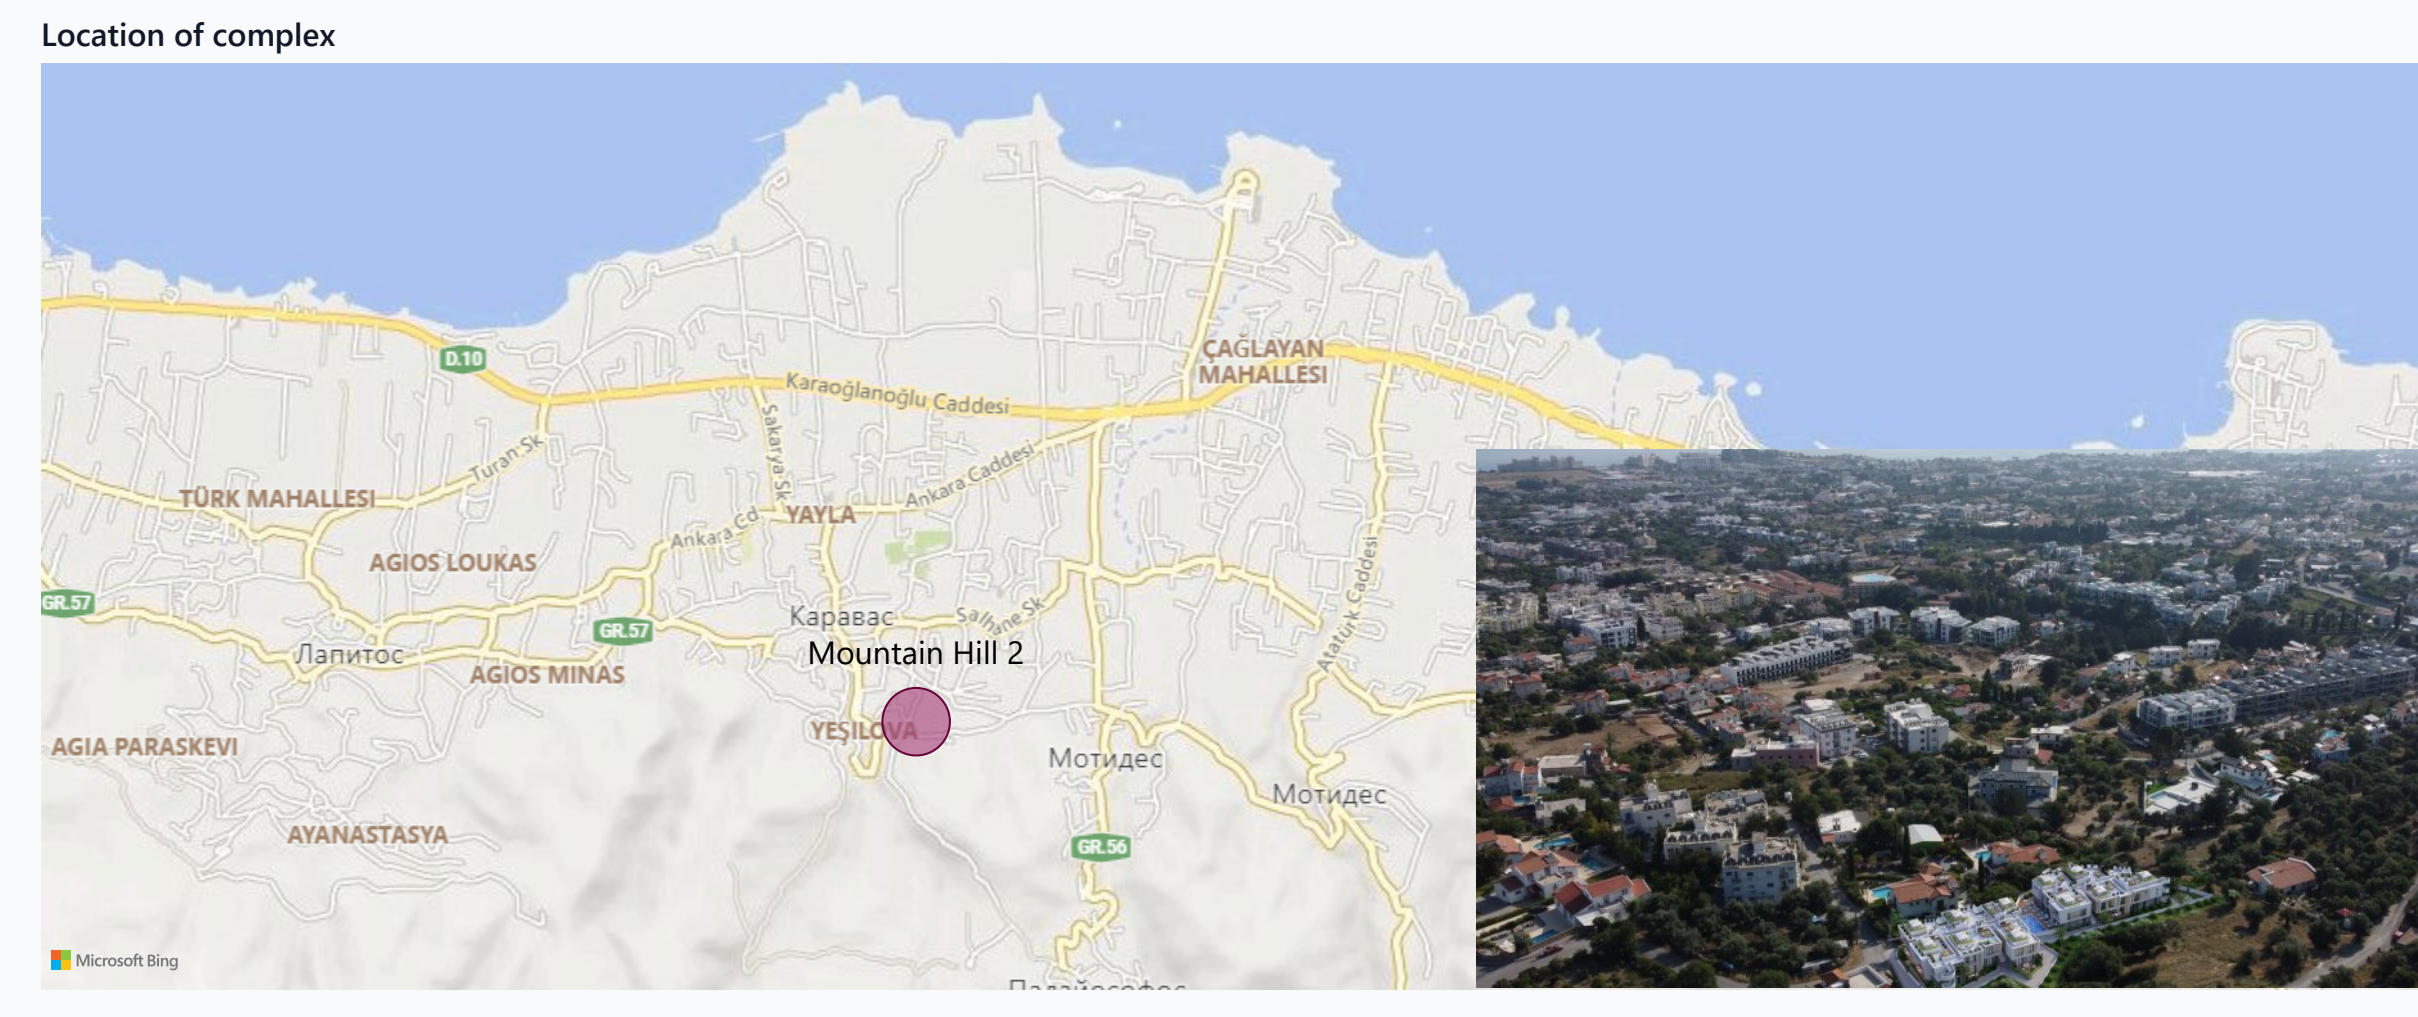 Location of complex
D.10
ÇAĞLAYAN
MAHALLESI
Karaoğlanoğlu Caddesi
Sakarya Sk
Turan Sk
Ankara Caddesi
TÜRK MAHALLESI
YAYLA
Ankara Cd
AGIOS LOUKAS
Atatürk Caddesi
GR.57
Каравас
Salhane Sk
GR.57
Лапитос
Mountain Hill 2
AGIOS MINAS
YEŞILOVA
AGIA PARASKEVI
Мотидес
Мотидес
AYANASTASYA
GR.56
Microsoft Bing